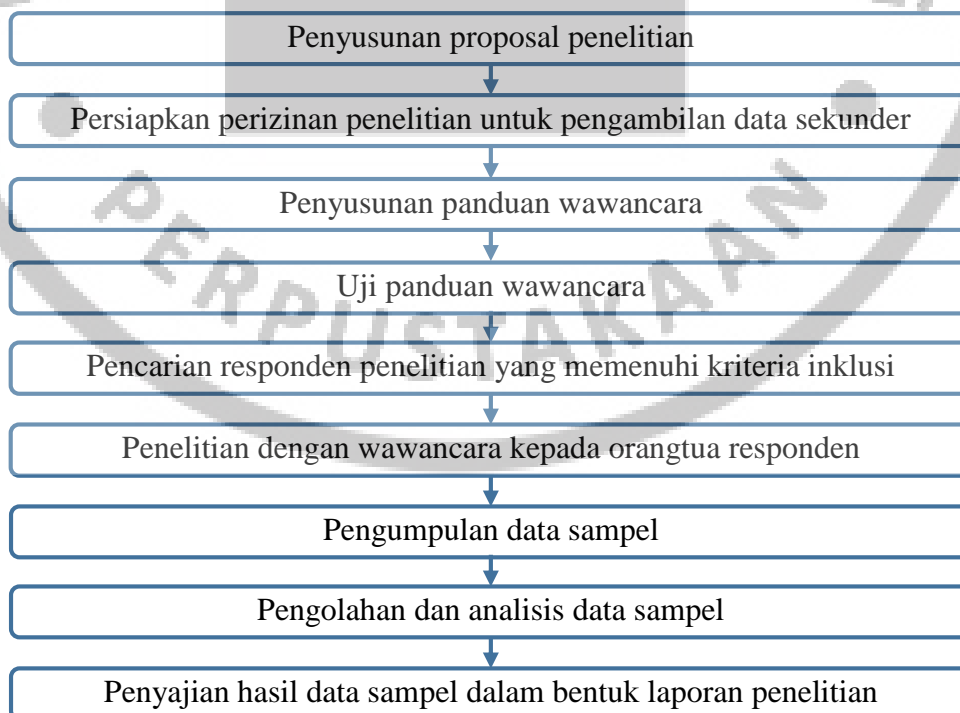 Penyusunan proposal penelitian
Persiapkan perizinan penelitian untuk pengambilan data sekunder
Penyusunan panduan wawancara
Uji panduan wawancara
Pencarian responden penelitian yang memenuhi kriteria inklusi
Penelitian dengan wawancara kepada orangtua responden
Pengumpulan data sampel
Pengolahan dan analisis data sampel
Penyajian hasil data sampel dalam bentuk laporan penelitian
PERPUSTAKAAN